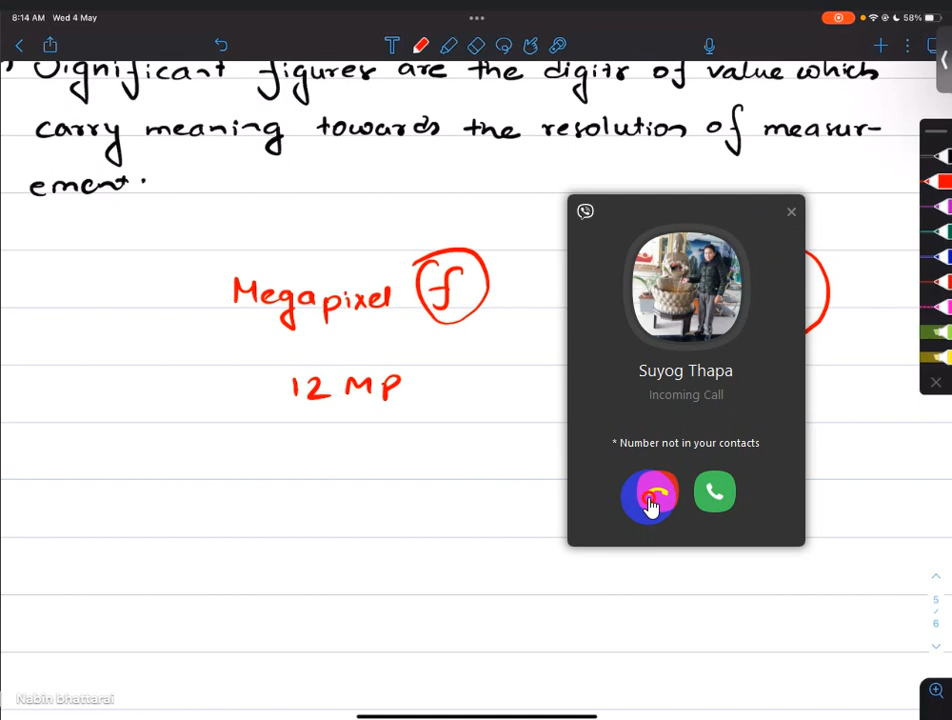 8:14 AM Wed 4 May
58%
Significant figures are the digits of value which
carry meaning towards the resolution of measur-
ement.
Megapixel f
12 MP
Suyog Thapa
Incoming Call
* Number not in your contacts
5
/
6
Nabin bhattarai